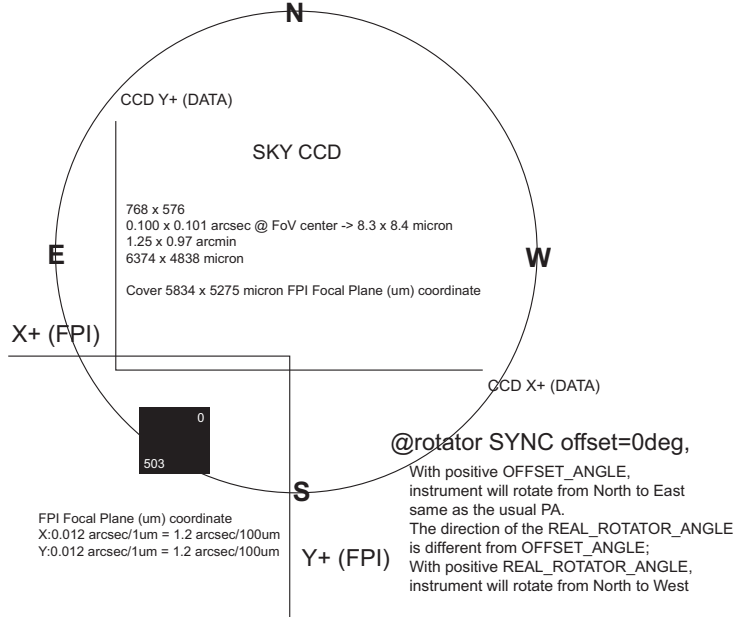 N
CCD Y+ (DATA)
SKY CCD
768 x 576
0.100 x 0.101 arcsec @ FoV center -> 8.3 x 8.4 micron
1.25 x 0.97 arcmin
6374 x 4838 micron
Cover 5834 x 5275 micron FPI Focal Plane (um) coordinate
E
W
X+ (FPI)
CCD X+ (DATA)
0
503
@rotator SYNC offset=0deg,
With positive OFFSET_ANGLE,
instrument will rotate from North to East
same as the usual PA.
The direction of the REAL_ROTATOR_ANGLE
is different from OFFSET_ANGLE;
With positive REAL_ROTATOR_ANGLE,
instrument will rotate from North to West
S
FPI Focal Plane (um) coordinate
X:0.012 arcsec/1um = 1.2 arcsec/100um
Y:0.012 arcsec/1um = 1.2 arcsec/100um
Y+ (FPI)